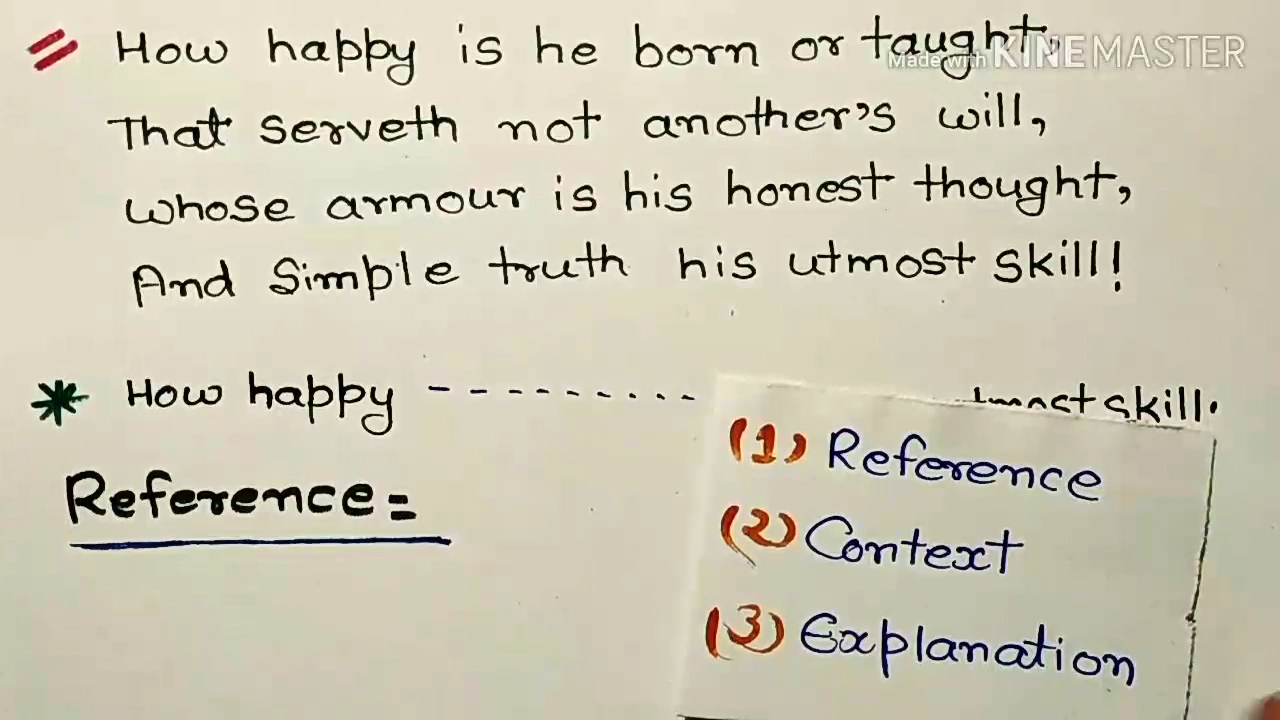 How happy is he born or taught,
Made with KINEMASTER
That serveth not another's will,
whose armour is his honest thought,
And Simple truth his utmost skill!
* How happy - - - - - - - - - utmost skill.
Reference =
(1) Reference
(2) Context
(3) Explanation